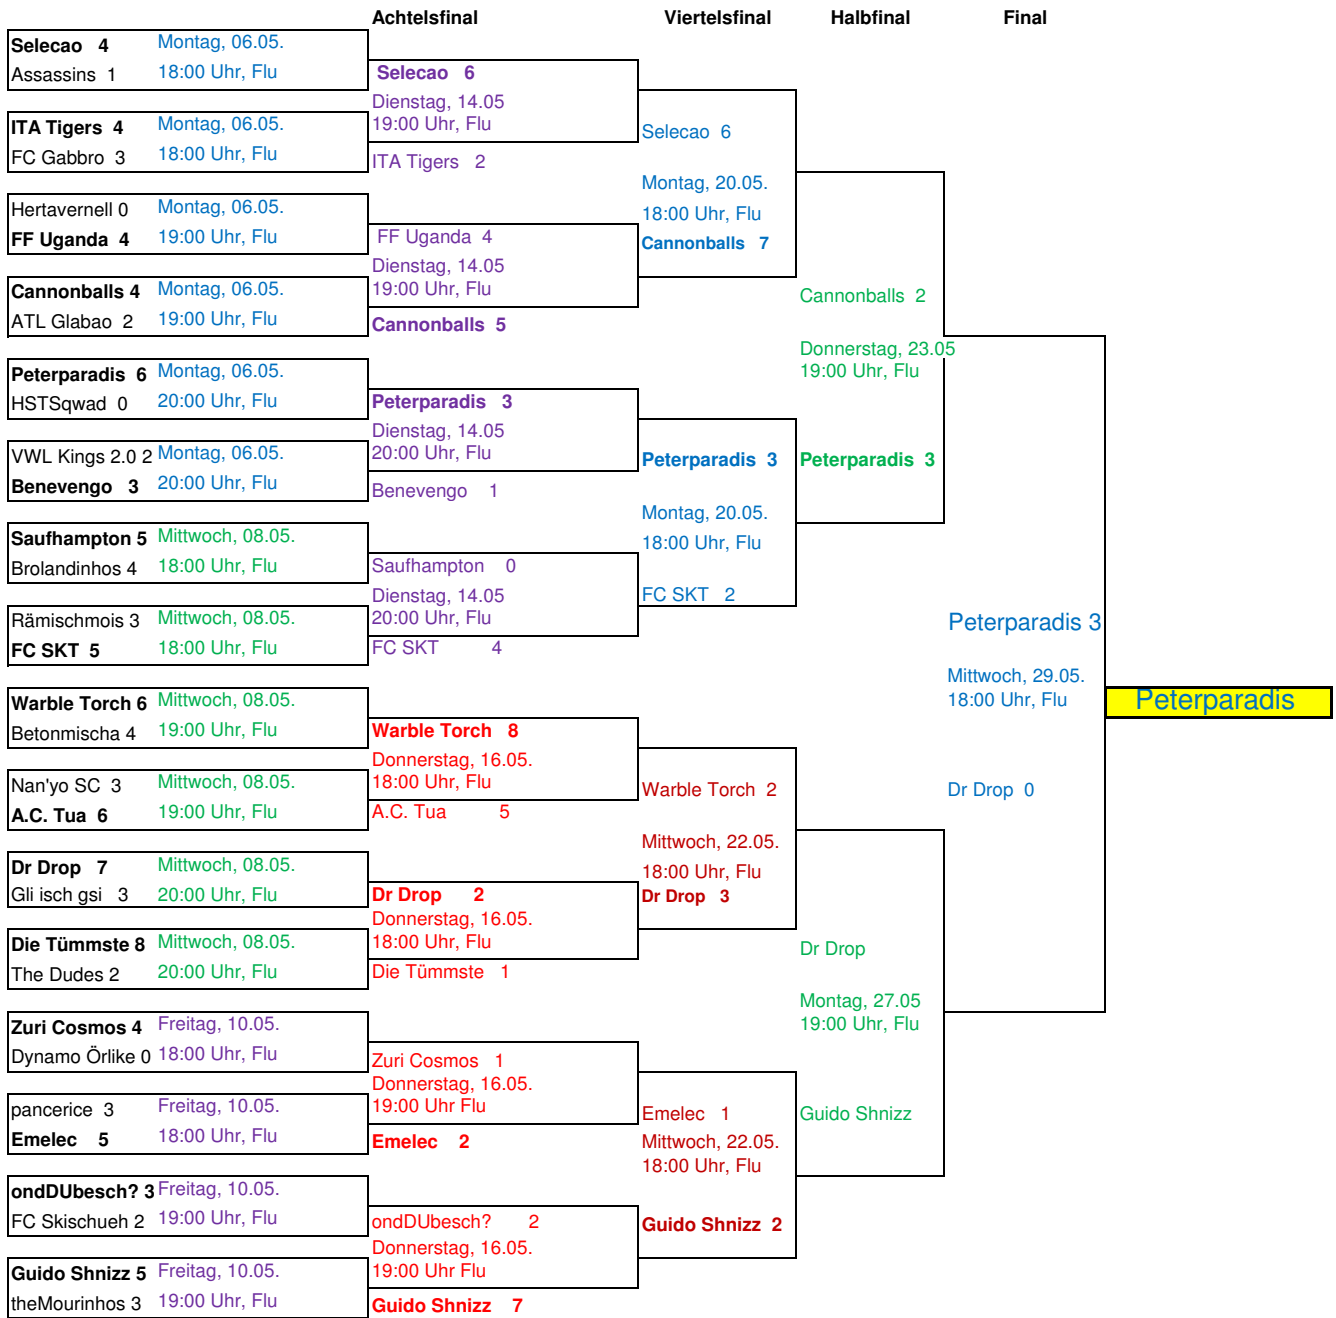 Achtelsfinal
Viertelsfinal
Halbfinal
Final
Selecao 4 Montag, 06.05.
Assassins 1 18:00 Uhr, Flu
ITA Tigers 4 Montag, 06.05.
FC Gabbro 3 18:00 Uhr, Flu
Hertavernell 0 Montag, 06.05.
FF Uganda 4 19:00 Uhr, Flu
Cannonballs 4 Montag, 06.05.
ATL Glabao 2 19:00 Uhr, Flu
Peterparadis 6 Montag, 06.05.
HSTSqwad 0 20:00 Uhr, Flu
VWL Kings 2.0 2 Montag, 06.05.
Benevengo 3 20:00 Uhr, Flu
Saufhampton 5 Mittwoch, 08.05.
Brolandinhos 4 18:00 Uhr, Flu
Rämischmois 3 Mittwoch, 08.05.
FC SKT 5 18:00 Uhr, Flu
Warble Torch 6 Mittwoch, 08.05.
Betonmischa 4 19:00 Uhr, Flu
Nan'yo SC 3 Mittwoch, 08.05.
A.C. Tua 6 19:00 Uhr, Flu
Dr Drop 7 Mittwoch, 08.05.
Gli isch gsi 3 20:00 Uhr, Flu
Die Tümmste 8 Mittwoch, 08.05.
The Dudes 2 20:00 Uhr, Flu
Zuri Cosmos 4 Freitag, 10.05.
Dynamo Örlike 0 18:00 Uhr, Flu
pancerice 3 Freitag, 10.05.
Emelec 5 18:00 Uhr, Flu
ondDUbesch? 3 Freitag, 10.05.
FC Skischueh 2 19:00 Uhr, Flu
Guido Shnizz 5 Freitag, 10.05.
theMourinhos 3 19:00 Uhr, Flu
Selecao 6
Dienstag, 14.05
19:00 Uhr, Flu
ITA Tigers 2
FF Uganda 4
Dienstag, 14.05
19:00 Uhr, Flu
Cannonballs 5
Peterparadis 3
Dienstag, 14.05
20:00 Uhr, Flu
Benevengo 1
Saufhampton 0
Dienstag, 14.05
20:00 Uhr, Flu
FC SKT 4
Warble Torch 8
Donnerstag, 16.05.
18:00 Uhr, Flu
A.C. Tua 5
Dr Drop 2
Donnerstag, 16.05.
18:00 Uhr, Flu
Die Tümmste 1
Zuri Cosmos 1
Donnerstag, 16.05.
19:00 Uhr Flu
Emelec 2
ondDUbesch? 2
Donnerstag, 16.05.
19:00 Uhr Flu
Guido Shnizz 7
Selecao 6
Montag, 20.05.
18:00 Uhr, Flu
Cannonballs 7
Peterparadis 3
Montag, 20.05.
18:00 Uhr, Flu
FC SKT 2
Warble Torch 2
Mittwoch, 22.05.
18:00 Uhr, Flu
Dr Drop 3
Emelec 1
Mittwoch, 22.05.
18:00 Uhr, Flu
Guido Shnizz 2
Cannonballs 2
Donnerstag, 23.05
19:00 Uhr, Flu
Peterparadis 3
Dr Drop
Montag, 27.05
19:00 Uhr, Flu
Guido Shnizz
Peterparadis 3
Mittwoch, 29.05.
18:00 Uhr, Flu
Dr Drop 0
Peterparadis